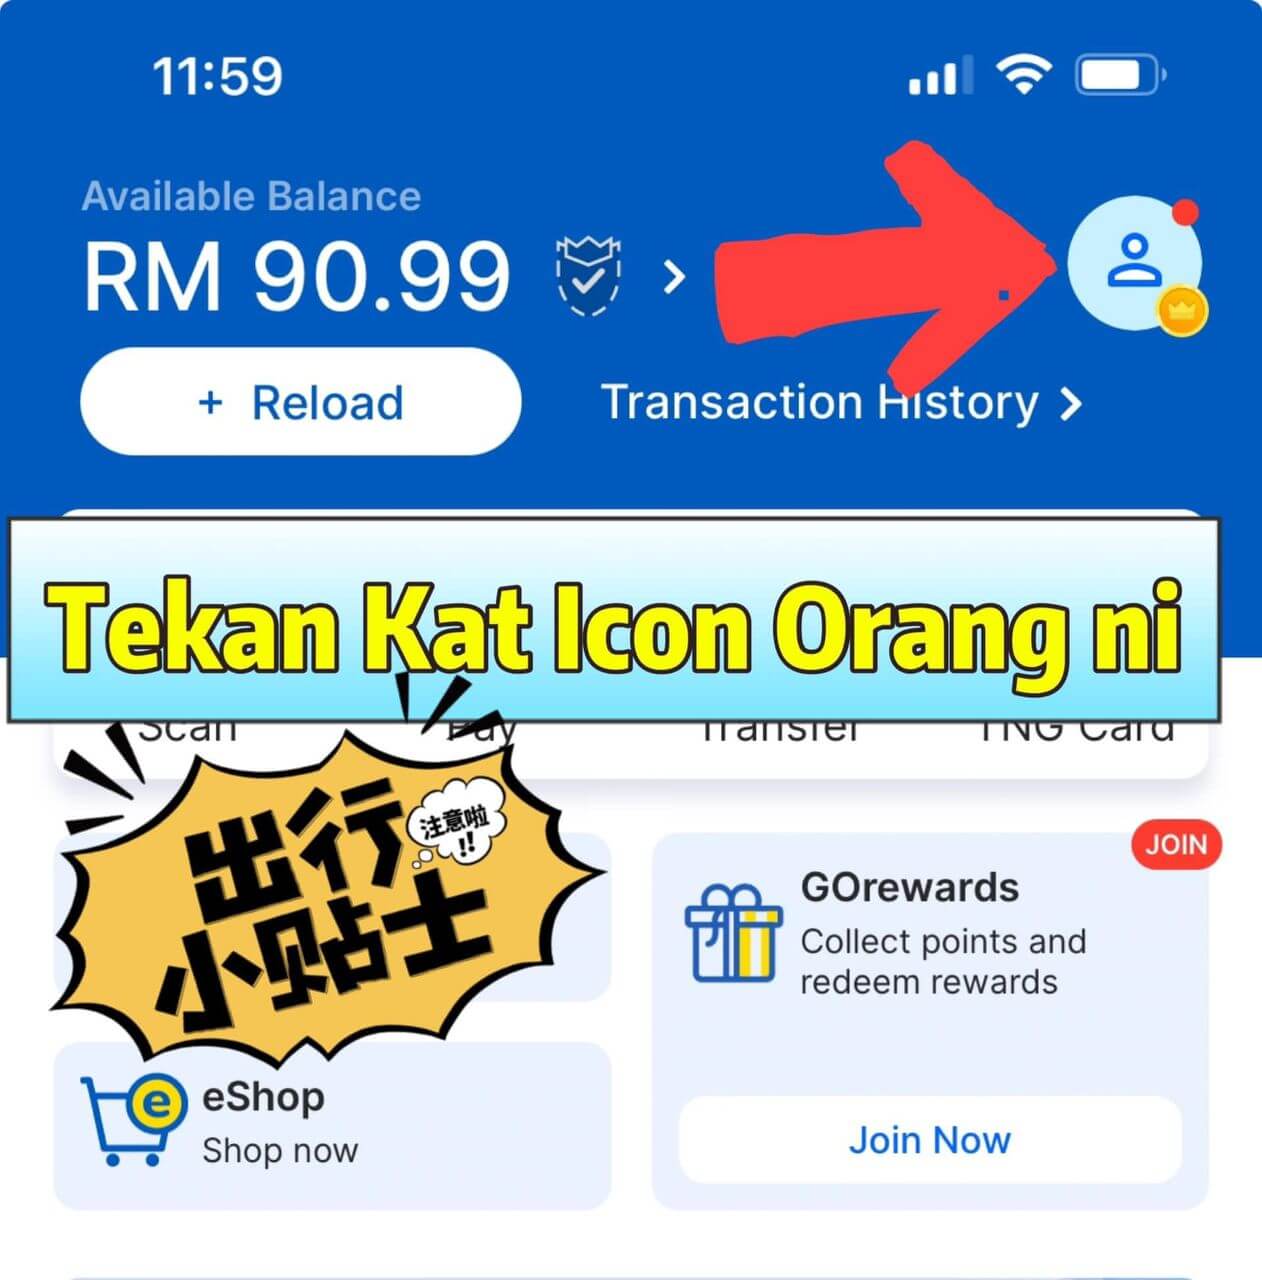 11:59
Available Balance
RM 90.99
+ Reload
Transaction History
Tekan Kat Icon Orang ni
Scan
Pay
Transfer
TNG Card
出行
注意啦
!!
小贴士
JOIN
GOrewards
Collect points and
redeem rewards
e
eShop
Shop now
Join Now